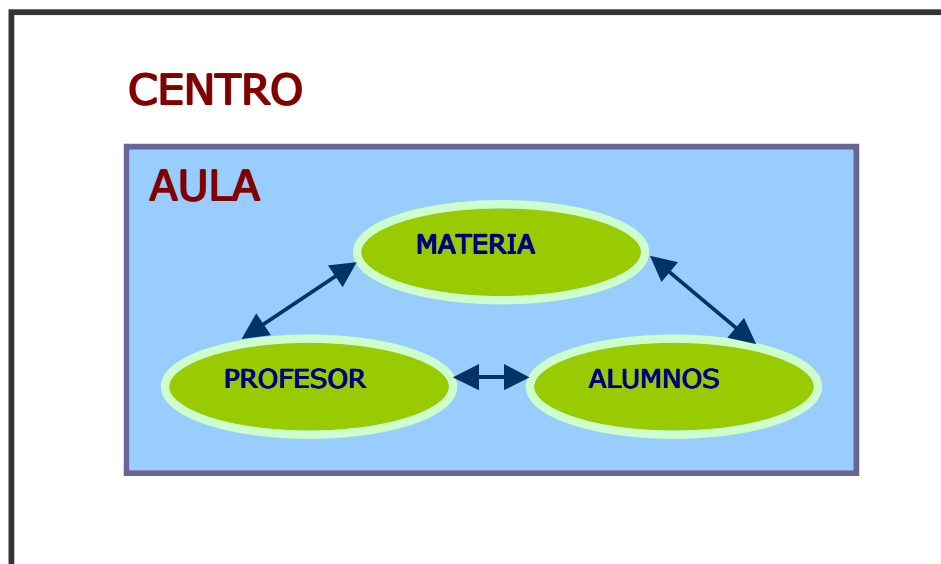 CENTRO
AULA
MATERIA
PROFESOR
ALUMNOS